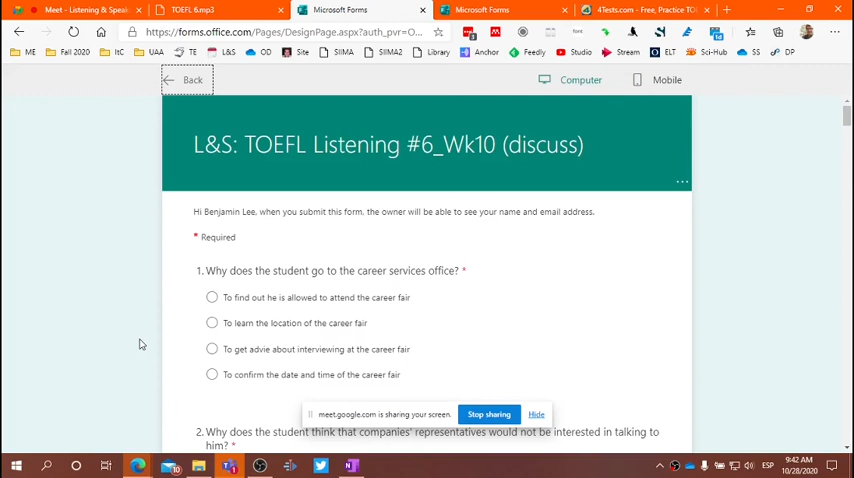 Meet - Listening & Speak
TOEFL 6.mp3
Microsoft Forms
Microsoft Forms
4Tests.com - Free, Practice TO
https://forms.office.com/Pages/DesignPage.aspx?auth_pvr=O...
ME
Fall 2020
ItC
UAA
TE
L&S
OD
Site
SIIMA
SIIMA2
Library
Anchor
Feedly
Studio
Stream
ELT
Sci-Hub
SS
DP
Back
Computer
Mobile
L&S: TOEFL Listening #6_Wk10 (discuss)
...
Hi Benjamin Lee, when you submit this form, the owner will be able to see your name and email address.
* Required
1. Why does the student go to the career services office? *
To find out he is allowed to attend the career fair
To learn the location of the career fair
To get advie about interviewing at the career fair
To confirm the date and time of the career fair
meet.google.com is sharing your screen.
Stop sharing
Hide
2. Why does the student think that companies' representatives would not be interested in talking to
him? *
10
ESP
9:42 AM
10/28/2020